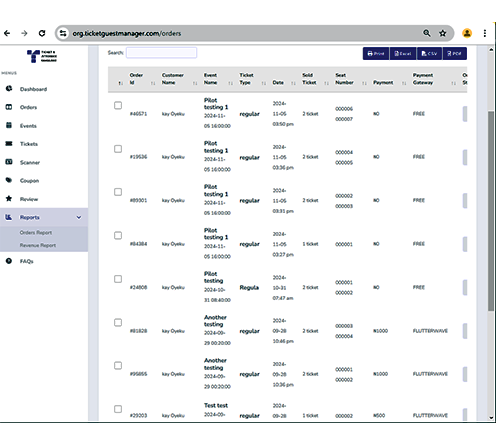 org.ticketguestmanager.com/orders
TICKET &
ATTENDEE
MANAGER
MENUS
Dashboard
Orders
Events
Tickets
Scanner
Coupon
Review
Reports
Orders Report
Revenue Report
FAQs
Search:
Print Excel CSV PDF
Order Id Customer Name Event Name Ticket Type Date Sold Ticket Seat Number Payment Payment Gateway
#46571 kay Oyeku Pilot testing 1 2024-11-05 16:00:00 regular 2024-11-05 03:50 pm 2 ticket 000006 000007 ₦0 FREE
#19536 kay Oyeku Pilot testing 1 2024-11-05 16:00:00 regular 2024-11-05 03:36 pm 2 ticket 000004 000005 ₦0 FREE
#89301 kay Oyeku Pilot testing 1 2024-11-05 16:00:00 regular 2024-11-05 03:31 pm 2 ticket 000002 000003 ₦0 FREE
#84384 kay Oyeku Pilot testing 1 2024-11-05 16:00:00 regular 2024-11-05 03:27 pm 1 ticket 000001 ₦0 FREE
#24808 kay Oyeku Pilot testing 2024-10-31 08:40:00 Regula 2024-10-31 07:47 am 2 ticket 000001 000002 ₦0 FREE
#81828 kay Oyeku Another testing 2024-09-29 00:20:00 regular 2024-09-28 10:46 pm 2 ticket 000003 000004 ₦1000 FLUTTERWAVE
#95855 kay Oyeku Another testing 2024-09-29 00:20:00 regular 2024-09-28 10:36 pm 2 ticket 000001 000002 ₦1000 FLUTTERWAVE
#29203 kay Oyeku Test test 2024-09- regular 2024-09-28 1 ticket 000002 ₦500 FLUTTERWAVE